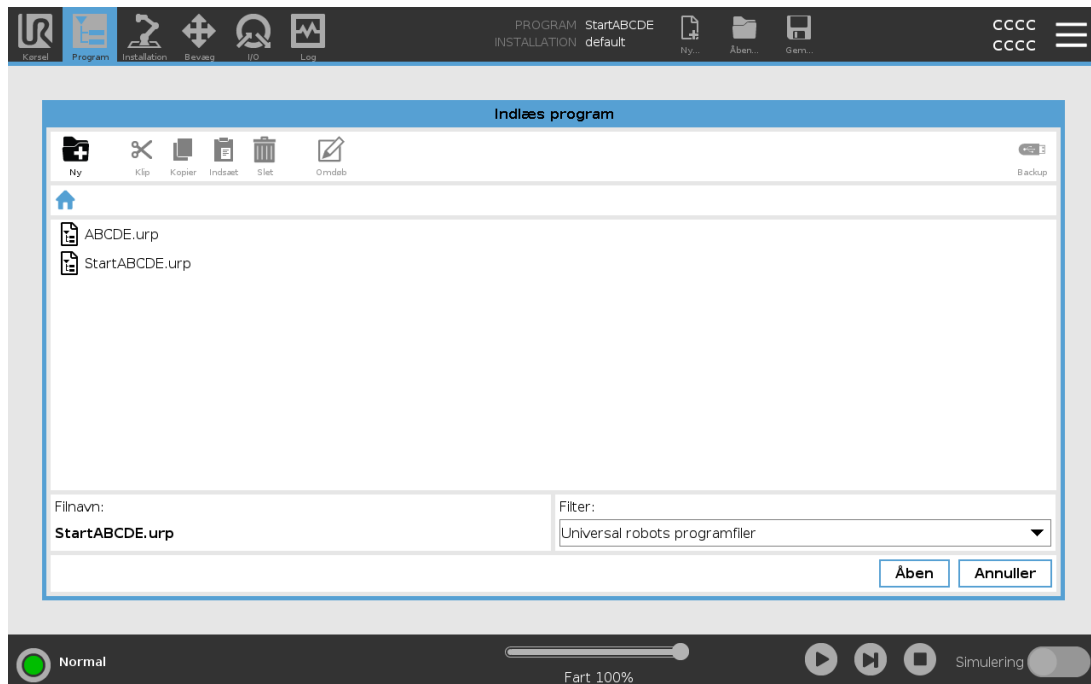 PROGRAM StartABCDE
INSTALLATION default
CCCC
CCCC
Kørsel Program Installation Bevæg I/O Log Ny... Åben... Gem...
Indlæs program
Ny Klip Kopier Indsæt Slet Omdøb Backup
ABCDE.urp
StartABCDE.urp
Filnavn:
StartABCDE.urp
Filter:
Universal robots programfiler
Åben Annuller
Normal
Fart 100%
Simulering